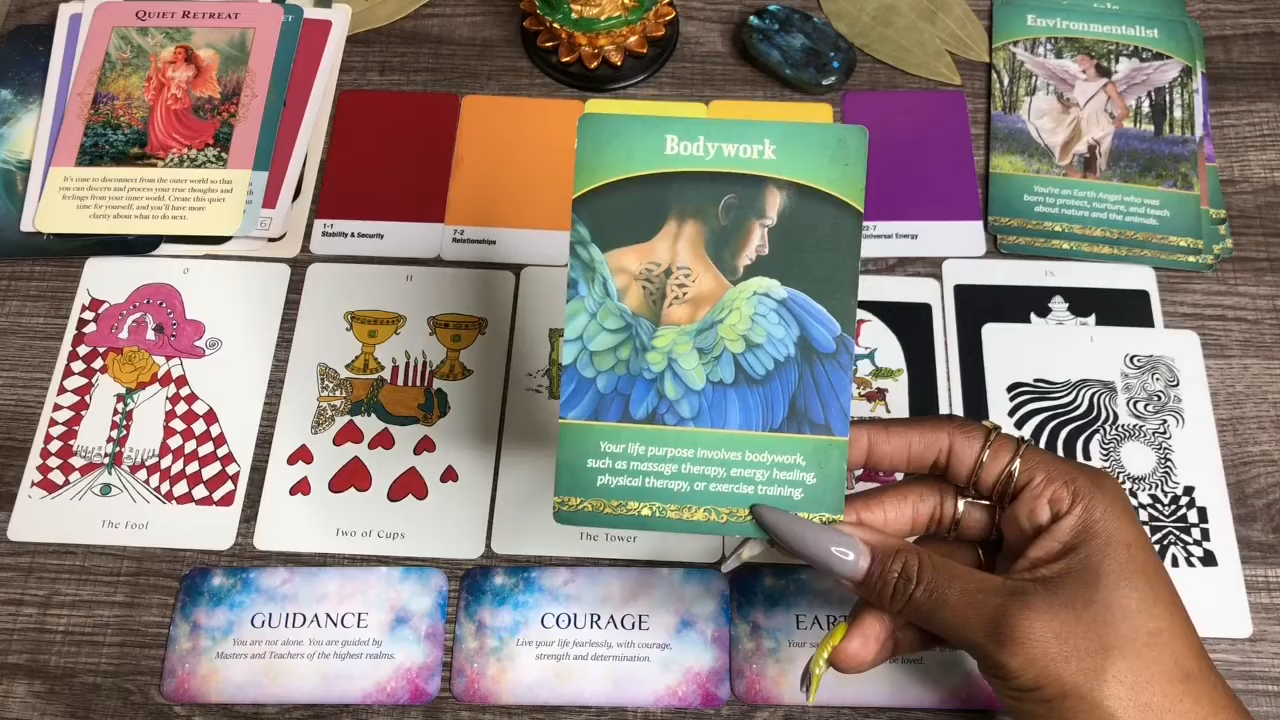 QUIET RETREAT
It's time to disconnect from the outer world so that
you can discern and process your true thoughts and
feelings from your inner world. Create this quiet
time for yourself, and you'll have more
clarity about what to do next.
6
1-1
Stability & Security
7-2
Relationships
22-7
Universal Energy
Environmentalist
You're an Earth Angel who was
born to protect, nurture, and teach
about nature and the animals.
Bodywork
Your life purpose involves bodywork,
such as massage therapy, energy healing,
physical therapy, or exercise training.
0
The Fool
II
Two of Cups
The Tower
IX
I
GUIDANCE
You are not alone. You are guided by
Masters and Teachers of the highest realms.
COURAGE
Live your life fearlessly, with courage,
strength and determination.
EART
Your
be loved.